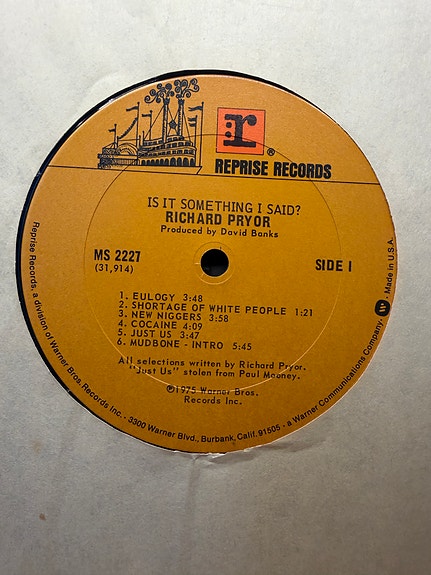 r
®
REPRISE RECORDS
IS IT SOMETHING I SAID?
RICHARD PRYOR
Produced by David Banks
MS 2227
(31,914)
SIDE I
1. EULOGY 3:48
2. SHORTAGE OF WHITE PEOPLE 1:21
3. NEW NIGGERS 3:58
4. COCAINE 4:09
5. JUST US 3:47
6. MUDBONE - INTRO 5:45
All selections written by Richard Pryor.
"Just Us" stolen from Paul Mooney.
℗1975 Warner Bros.
Records Inc.
Reprise Records, a division of Warner Bros. Records Inc. - 3300 Warner Blvd., Burbank, Calif. 91505 - a Warner Communications Company W Made in U.S.A.